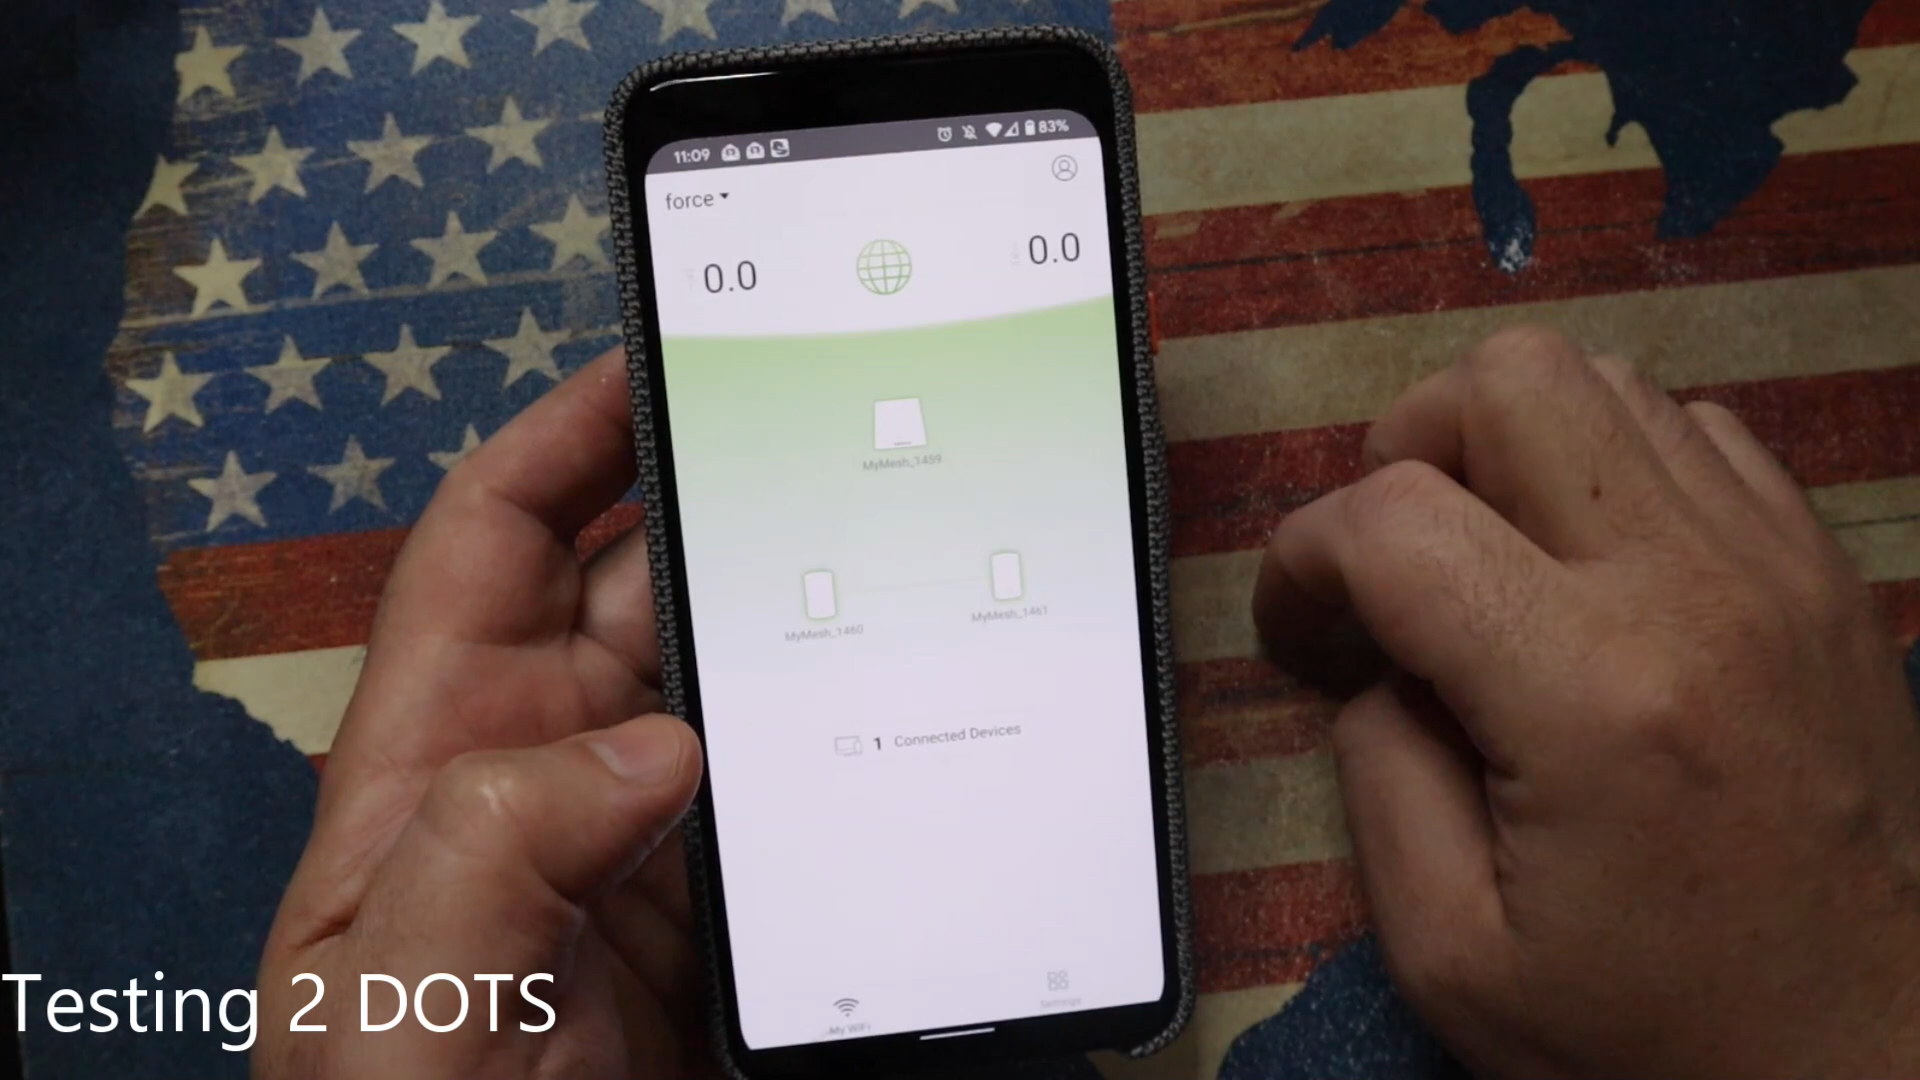 11:09 83%
force
0.0 0.0
MyMesh_1459
MyMesh_1460 MyMesh_1461
1 Connected Devices
My WiFi Settings
Testing 2 DOTS